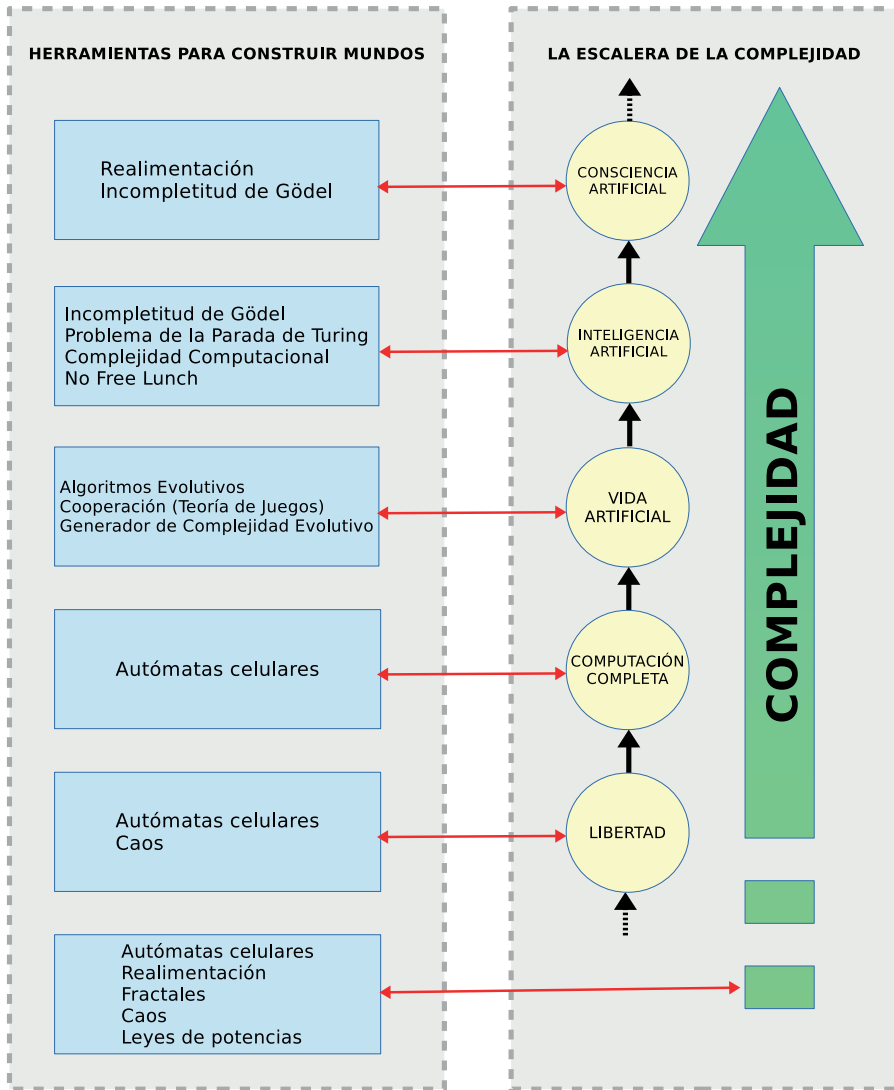 HERRAMIENTAS PARA CONSTRUIR MUNDOS
Realimentación
Incompletitud de Gödel
Incompletitud de Gödel
Problema de la Parada de Turing
Complejidad Computacional
No Free Lunch
Algoritmos Evolutivos
Cooperación (Teoría de Juegos)
Generador de Complejidad Evolutivo
Autómatas celulares
Autómatas celulares
Caos
Autómatas celulares
Realimentación
Fractales
Caos
Leyes de potencias
LA ESCALERA DE LA COMPLEJIDAD
CONSCIENCIA
ARTIFICIAL
INTELIGENCIA
ARTIFICIAL
VIDA
ARTIFICIAL
COMPUTACIÓN
COMPLETA
LIBERTAD
COMPLEJIDAD